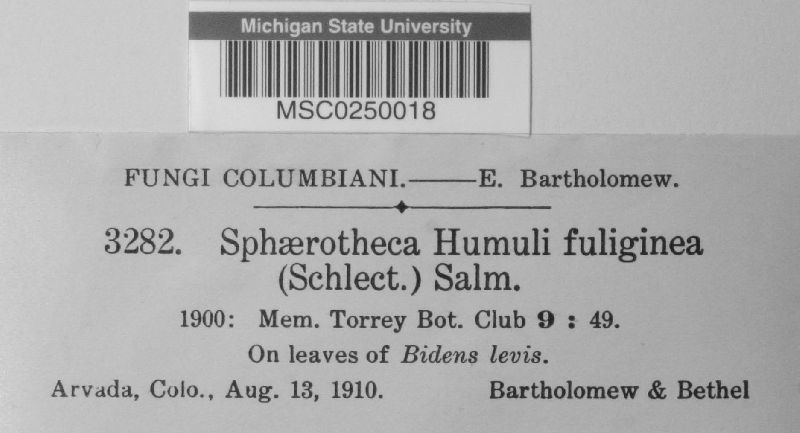 Michigan State University
MSC0250018
FUNGI COLUMBIANI.——E. Bartholomew.
3282. Sphærotheca Humuli fuliginea
(Schlect.) Salm.
1900: Mem. Torrey Bot. Club 9 : 49.
On leaves of Bidens levis.
Arvada, Colo., Aug. 13, 1910. Bartholomew & Bethel